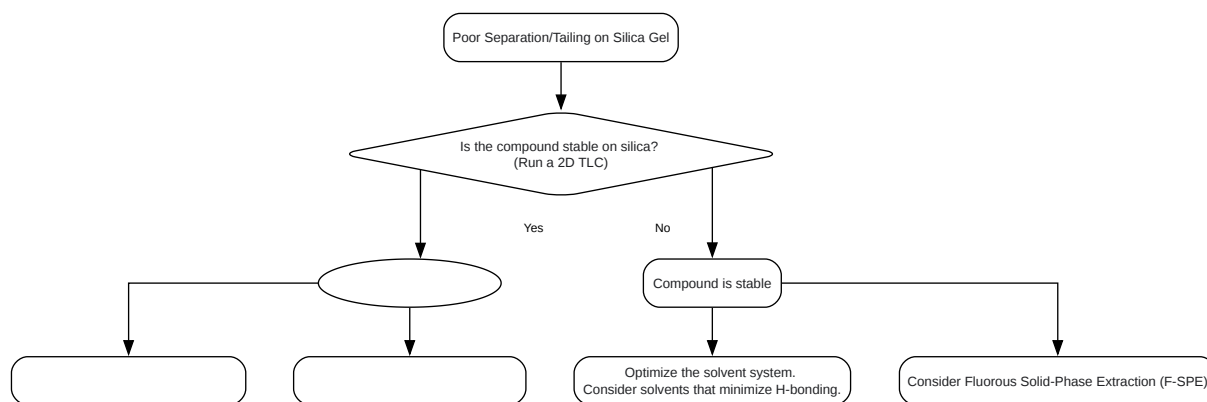 Poor Separation/Tailing on Silica Gel
Is the compound stable on silica?
(Run a 2D TLC)
Yes
No
Compound is stable
Optimize the solvent system.
Consider solvents that minimize H-bonding.
Consider Fluorous Solid-Phase Extraction (F-SPE)